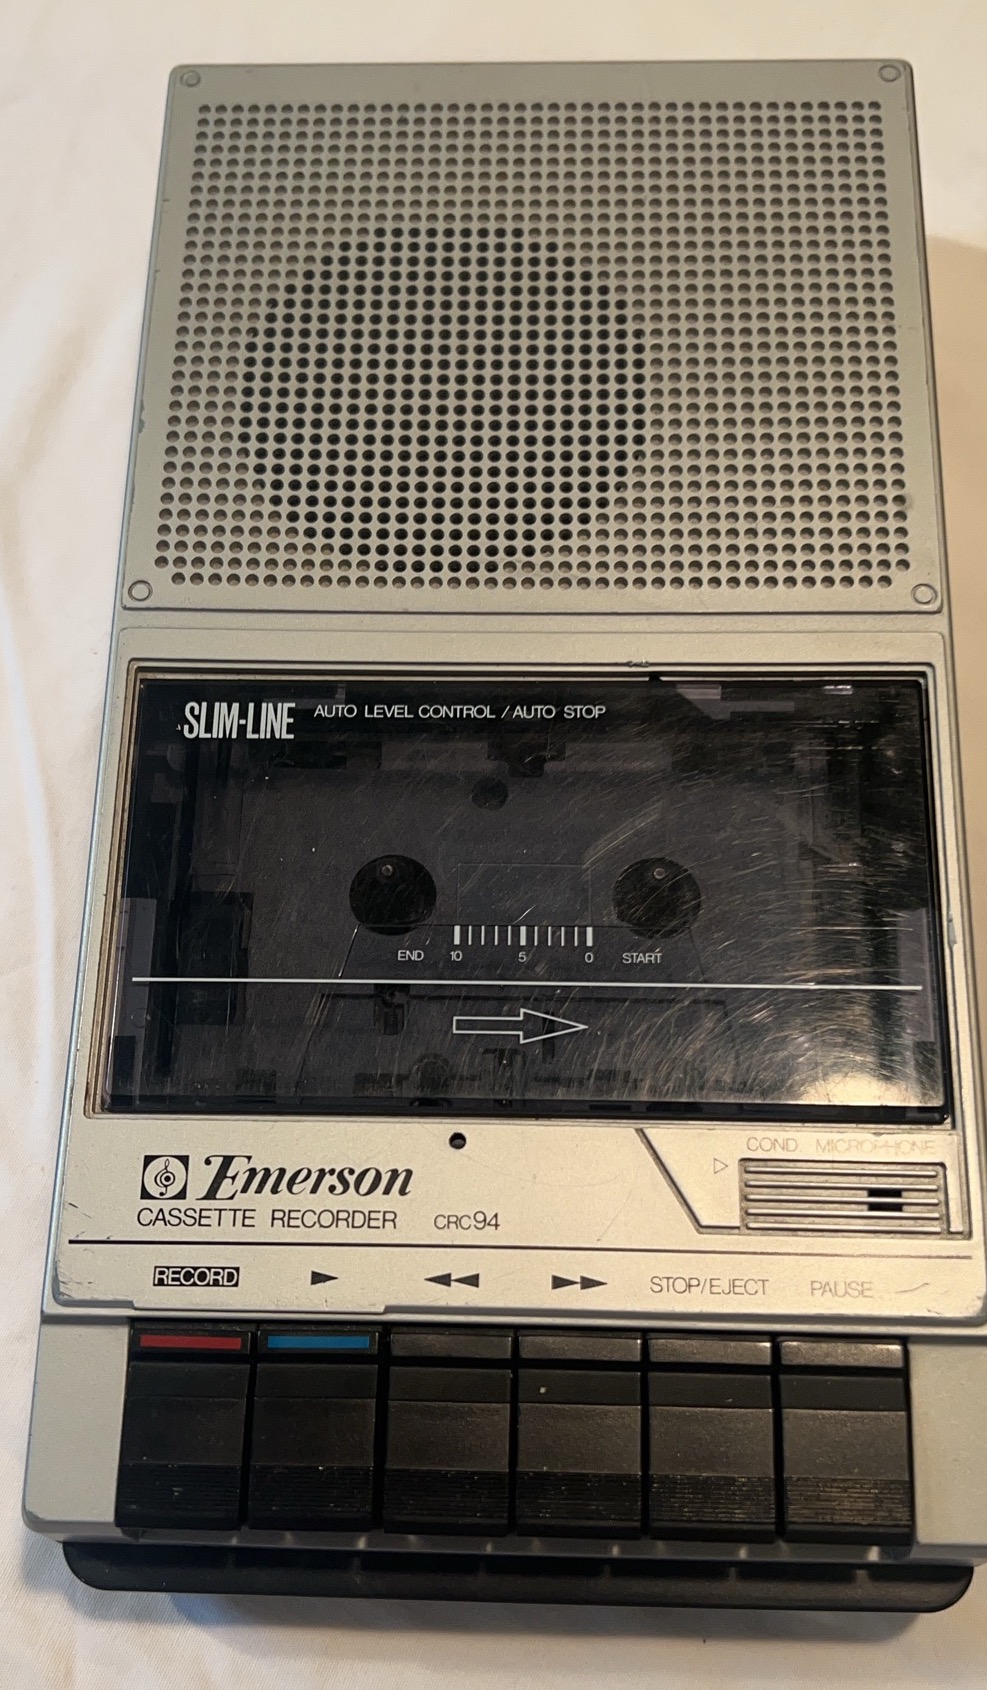 SLIM-LINE AUTO LEVEL CONTROL / AUTO STOP
END 10 5 0 START
COND. MICROPHONE
Emerson
CASSETTE RECORDER CRC94
RECORD STOP/EJECT PAUSE